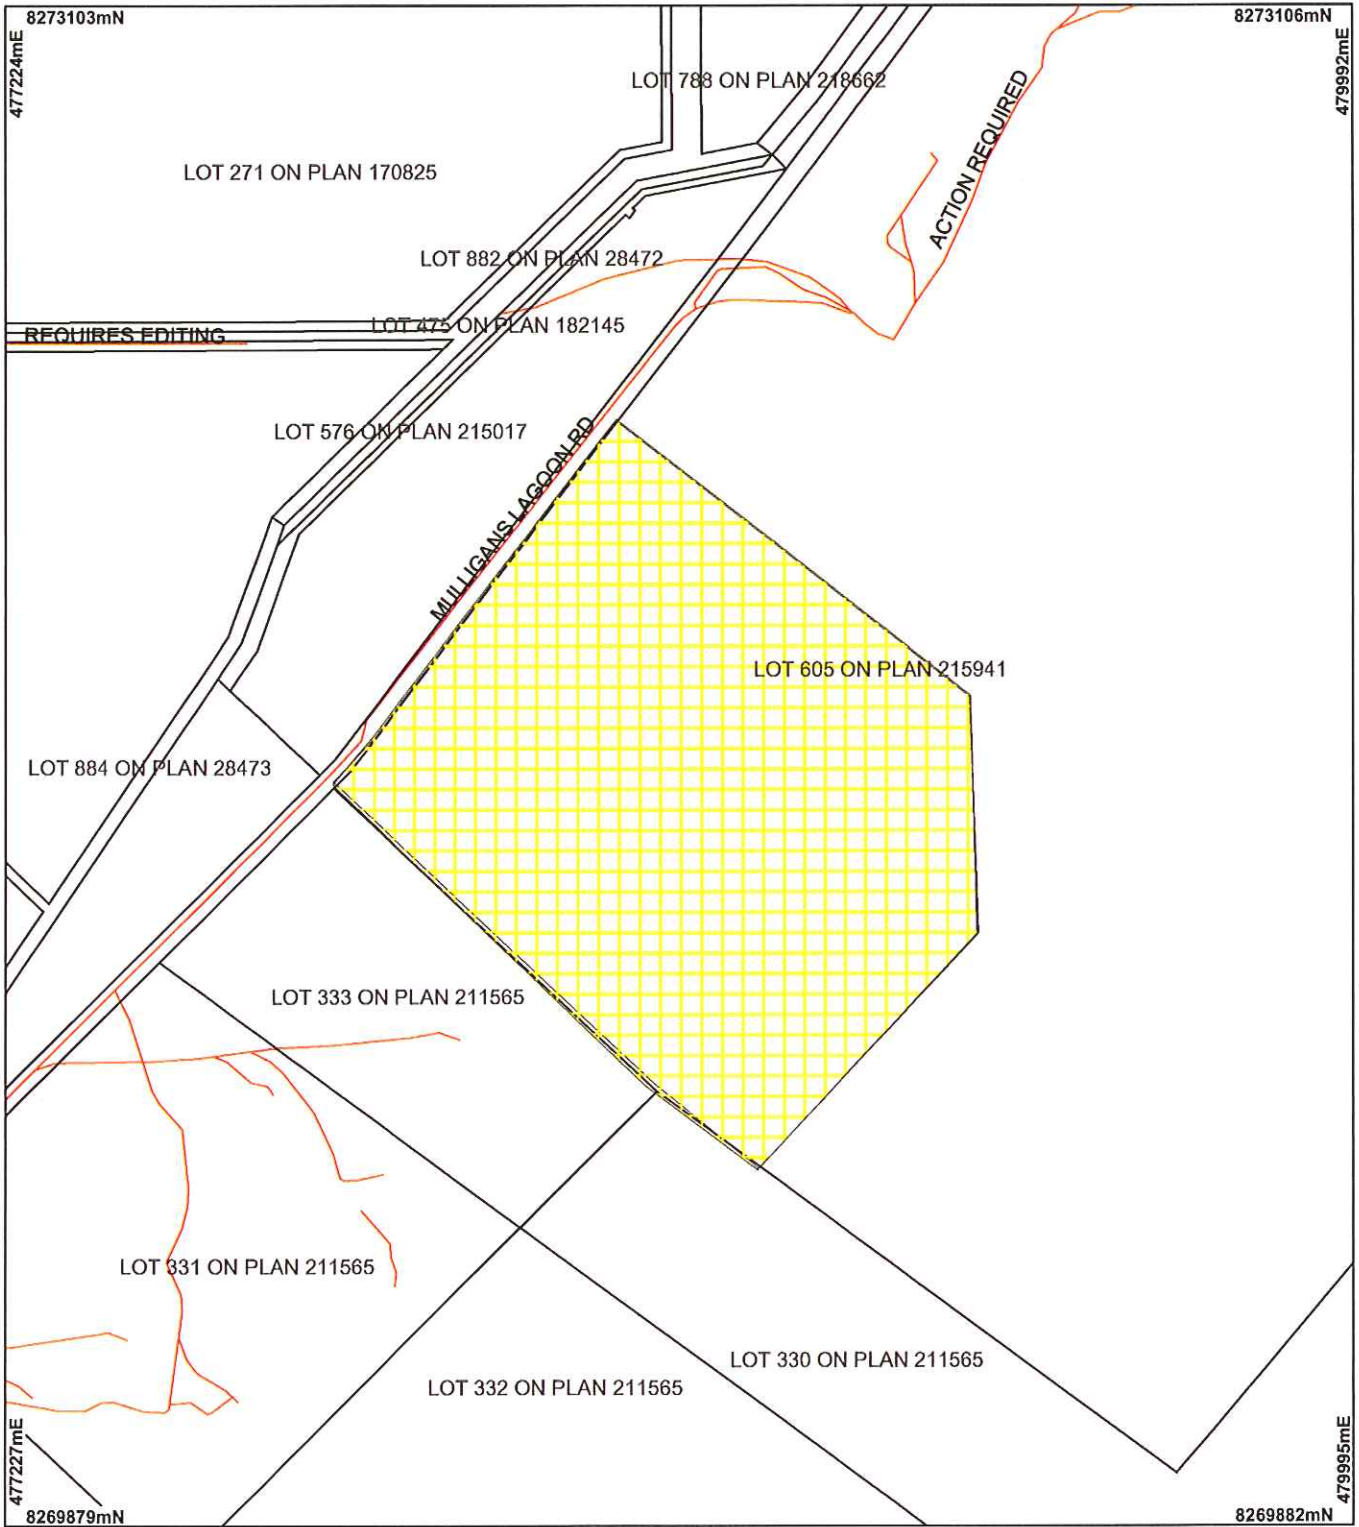 8273103mN
8273106mN
477224mE
479992mE
LOT 788 ON PLAN 218662
ACTION REQUIRED
LOT 271 ON PLAN 170825
LOT 882 ON PLAN 28472
LOT 475 ON PLAN 182145
REQUIRES EDITING
LOT 576 ON PLAN 215017
MULLIGANS LAGOON RD
LOT 605 ON PLAN 215941
LOT 884 ON PLAN 28473
LOT 333 ON PLAN 211565
LOT 331 ON PLAN 211565
LOT 330 ON PLAN 211565
LOT 332 ON PLAN 211565
477227mE
479995mE
8269879mN
8269882mN